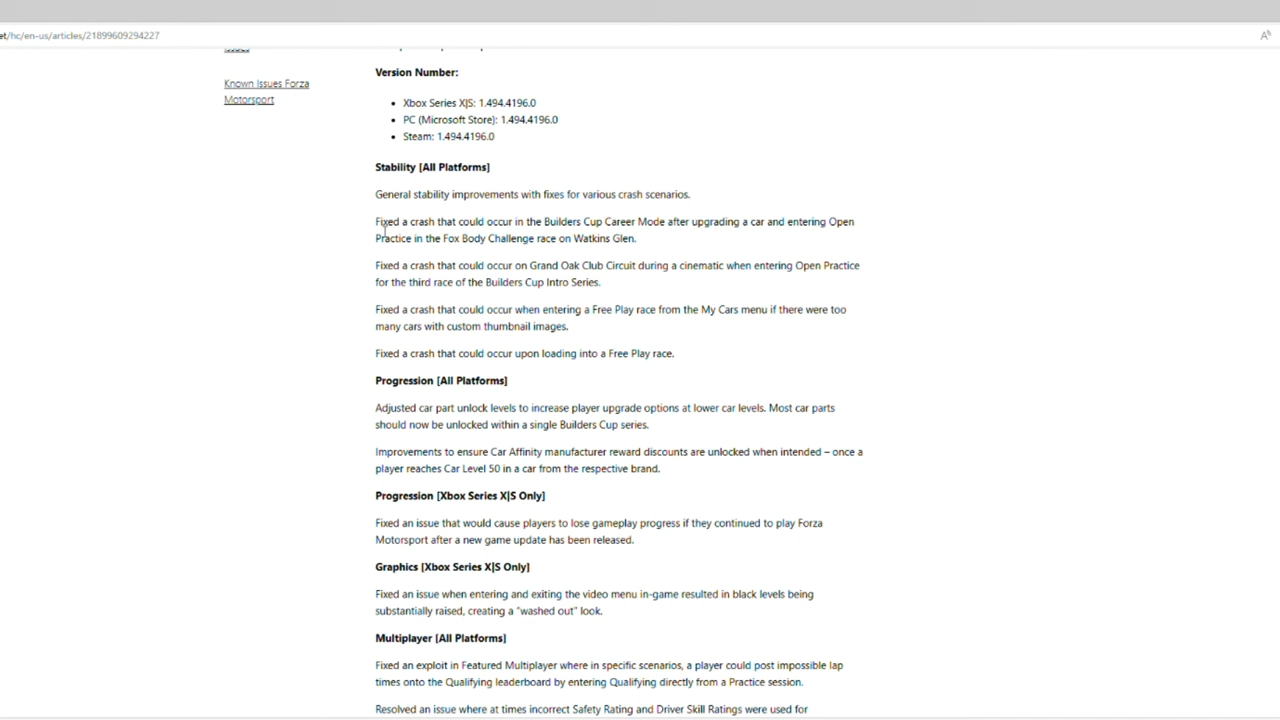 et/hc/en-us/articles/21899609294227
Issues
Known Issues Forza
Motorsport
Version Number:
• Xbox Series X|S: 1.494.4196.0
• PC (Microsoft Store): 1.494.4196.0
• Steam: 1.494.4196.0
Stability [All Platforms]
General stability improvements with fixes for various crash scenarios.
Fixed a crash that could occur in the Builders Cup Career Mode after upgrading a car and entering Open
Practice in the Fox Body Challenge race on Watkins Glen.
Fixed a crash that could occur on Grand Oak Club Circuit during a cinematic when entering Open Practice
for the third race of the Builders Cup Intro Series.
Fixed a crash that could occur when entering a Free Play race from the My Cars menu if there were too
many cars with custom thumbnail images.
Fixed a crash that could occur upon loading into a Free Play race.
Progression [All Platforms]
Adjusted car part unlock levels to increase player upgrade options at lower car levels. Most car parts
should now be unlocked within a single Builders Cup series.
Improvements to ensure Car Affinity manufacturer reward discounts are unlocked when intended – once a
player reaches Car Level 50 in a car from the respective brand.
Progression [Xbox Series X|S Only]
Fixed an issue that would cause players to lose gameplay progress if they continued to play Forza
Motorsport after a new game update has been released.
Graphics [Xbox Series X|S Only]
Fixed an issue when entering and exiting the video menu in-game resulted in black levels being
substantially raised, creating a "washed out" look.
Multiplayer [All Platforms]
Fixed an exploit in Featured Multiplayer where in specific scenarios, a player could post impossible lap
times onto the Qualifying leaderboard by entering Qualifying directly from a Practice session.
Resolved an issue where at times incorrect Safety Rating and Driver Skill Ratings were used for